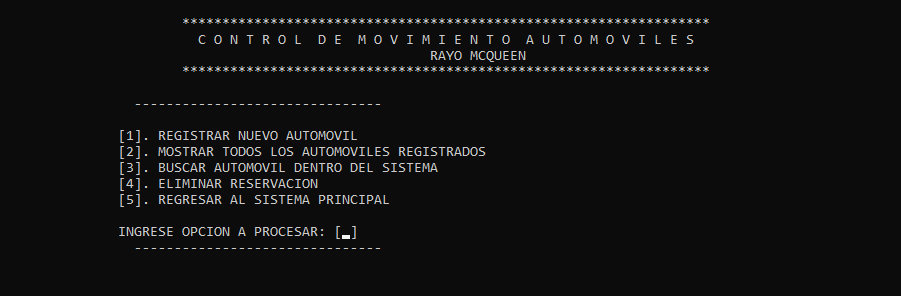 ******************************************************************
C O N T R O L  D E  M O V I M I E N T O  A U T O M O V I L E S
RAYO MCQUEEN
******************************************************************
-------------------------------
[1]. REGISTRAR NUEVO AUTOMOVIL
[2]. MOSTRAR TODOS LOS AUTOMOVILES REGISTRADOS
[3]. BUSCAR AUTOMOVIL DENTRO DEL SISTEMA
[4]. ELIMINAR RESERVACION
[5]. REGRESAR AL SISTEMA PRINCIPAL
INGRESE OPCION A PROCESAR: [_]
-------------------------------